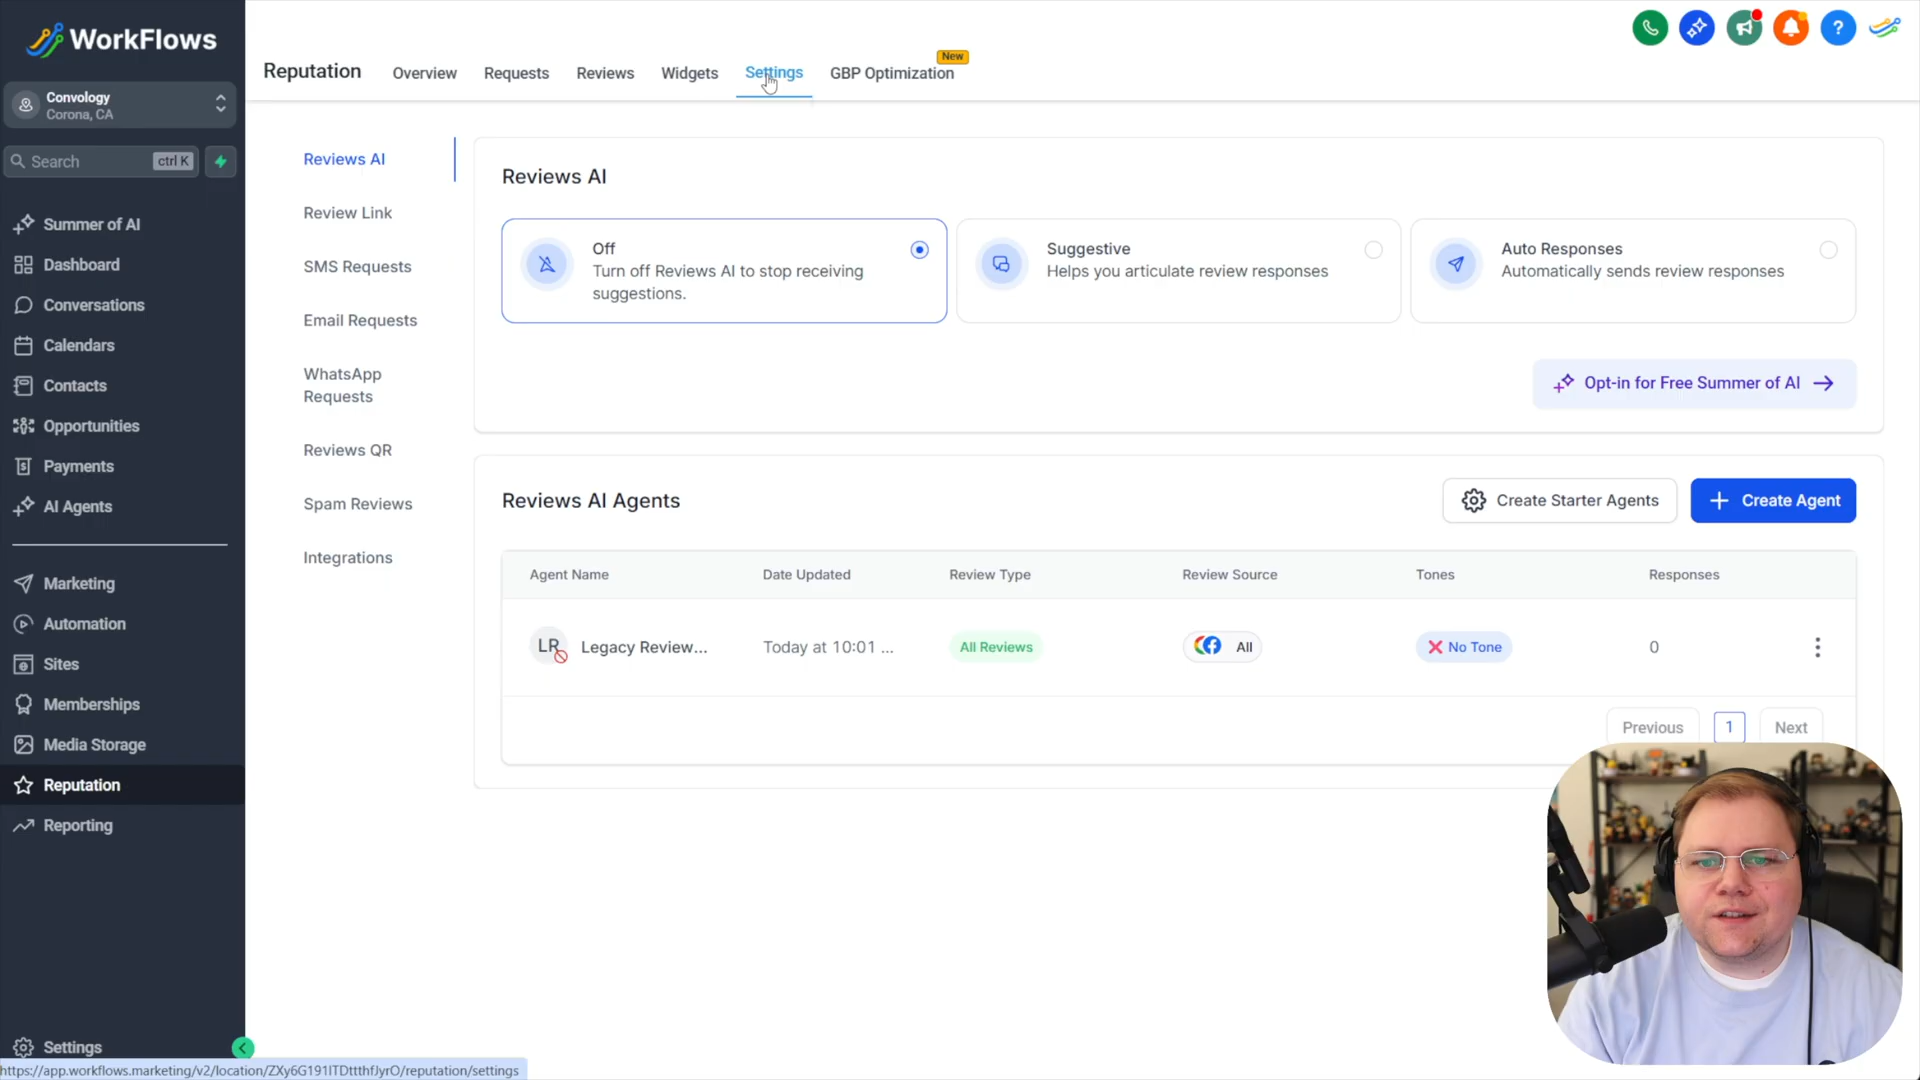 WorkFlows
Convology
Corona, CA
Search
ctrl K
Summer of AI
Dashboard
Conversations
Calendars
Contacts
Opportunities
Payments
AI Agents
Marketing
Automation
Sites
Memberships
Media Storage
Reputation
Reporting
Settings
https://app.workflows.marketing/v2/location/ZXy6G191lTDttthfJyrO/reputation/settings
Reputation
Overview
Requests
Reviews
Widgets
Settings
GBP Optimization
New
?
Reviews AI
Review Link
SMS Requests
Email Requests
WhatsApp
Requests
Reviews QR
Spam Reviews
Integrations
Reviews AI
Off
Turn off Reviews AI to stop receiving
suggestions.
Suggestive
Helps you articulate review responses
Auto Responses
Automatically sends review responses
Opt-in for Free Summer of AI
Reviews AI Agents
Create Starter Agents
Create Agent
Agent Name
Date Updated
Review Type
Review Source
Tones
Responses
LR
Legacy Review...
Today at 10:01 ...
All Reviews
All
No Tone
0
Previous
1
Next